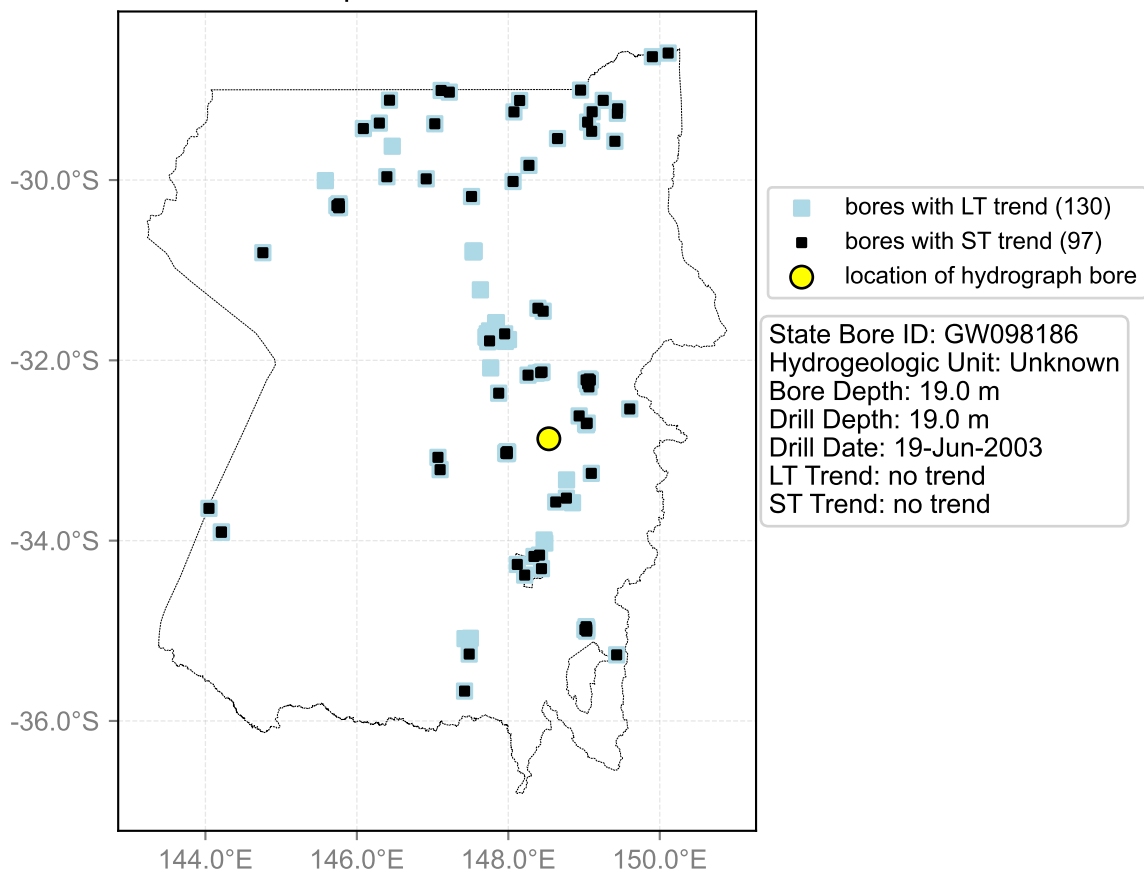 -30.0°S
-32.0°S
-34.0°S
-36.0°S
144.0°E
146.0°E
148.0°E
150.0°E
bores with LT trend (130)
bores with ST trend (97)
location of hydrograph bore
State Bore ID: GW098186
Hydrogeologic Unit: Unknown
Bore Depth: 19.0 m
Drill Depth: 19.0 m
Drill Date: 19-Jun-2003
LT Trend: no trend
ST Trend: no trend